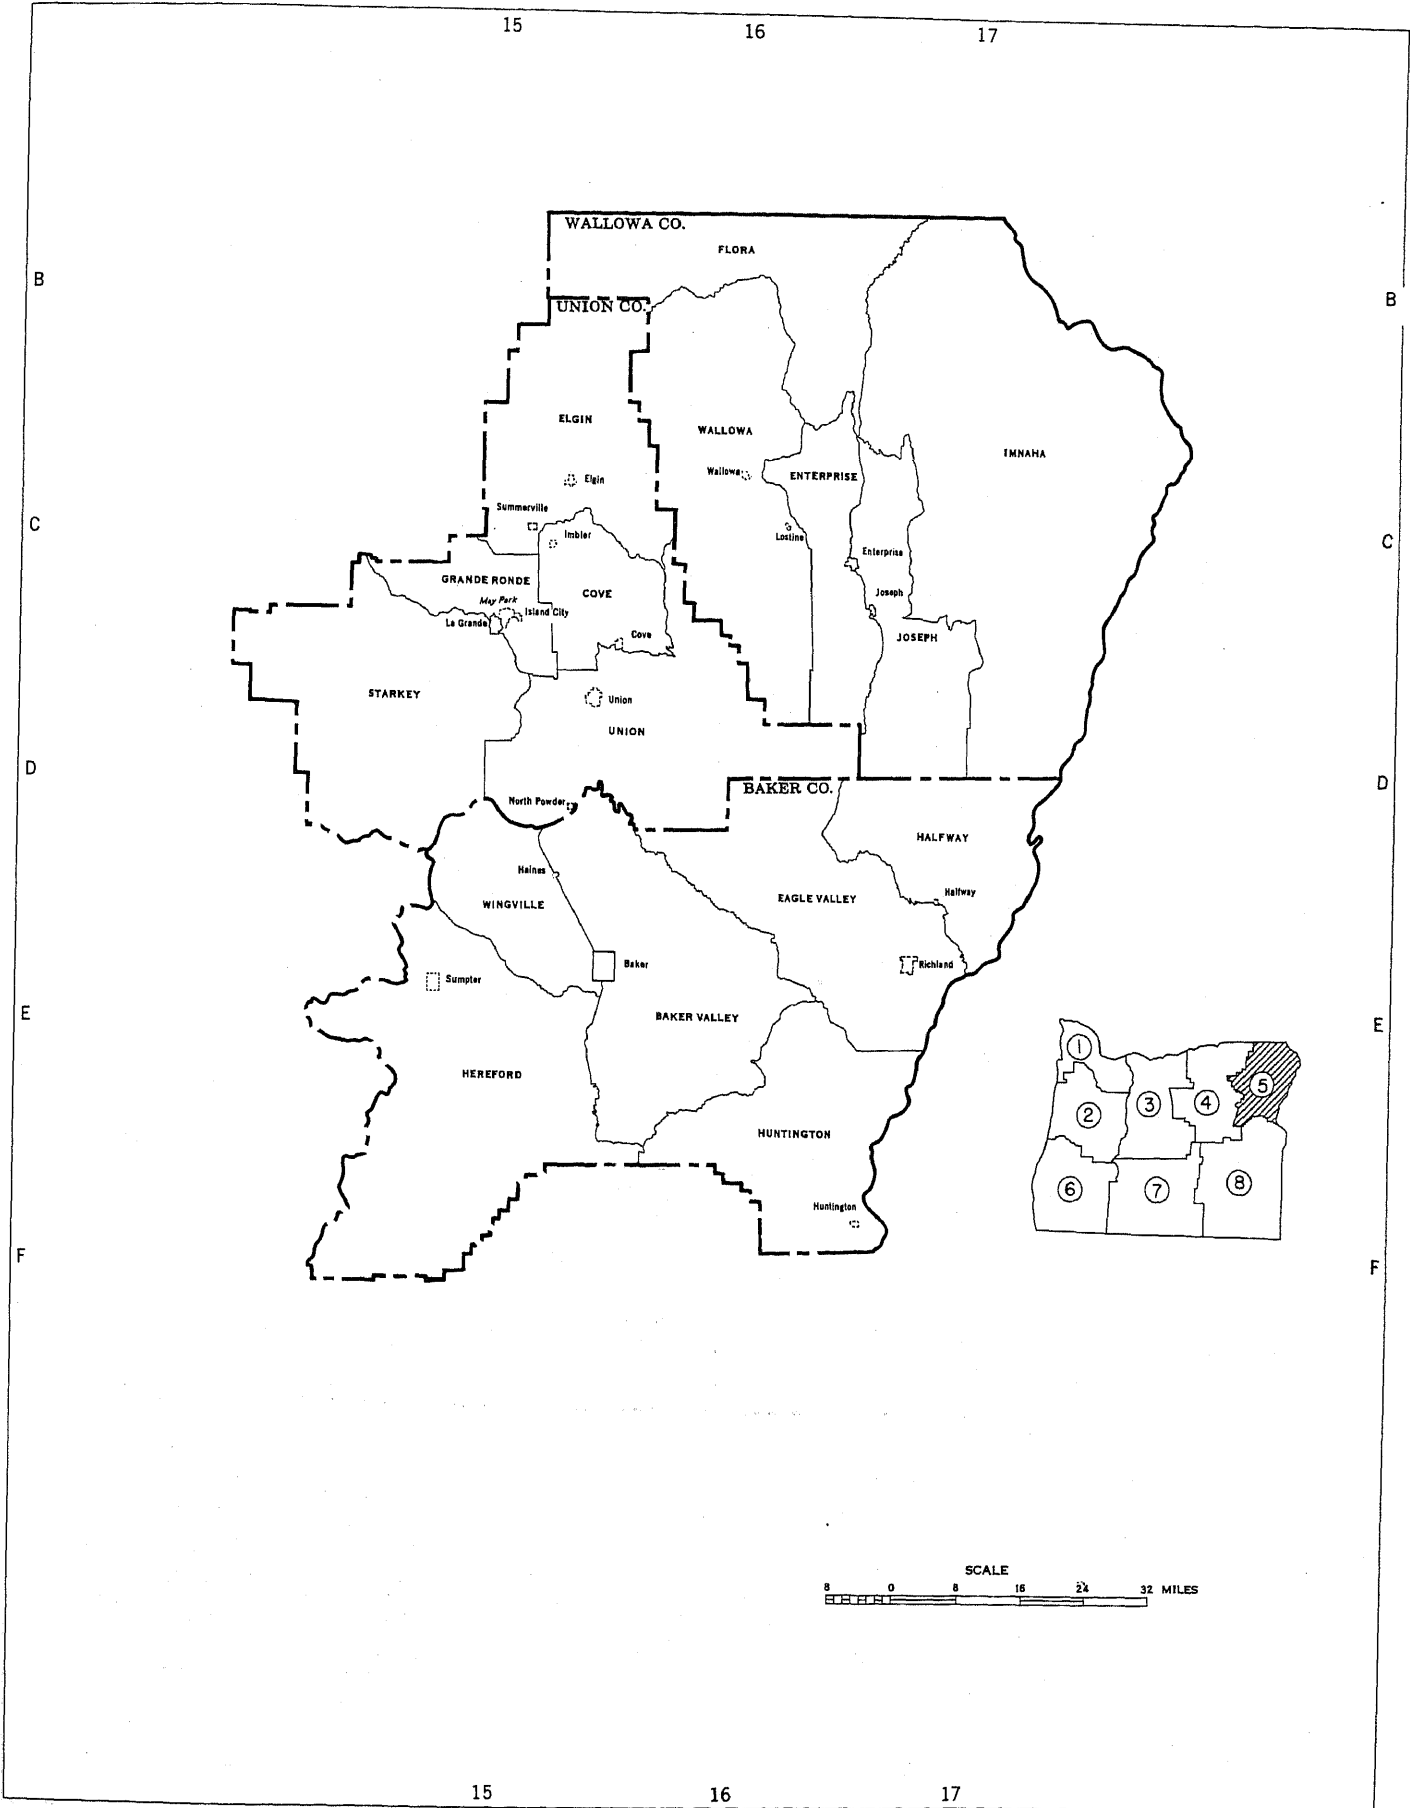 15
16
17
WALLOWA CO.
FLORA
B
B
UNION CO.
ELGIN
WALLOWA
IMNAHA
Wallowa
ENTERPRISE
Elgin
Summerville
C
Imbler
Lostine
C
Enterprise
GRANDE RONDE
COVE
Joseph
May Park
Island City
La Grande
Cove
JOSEPH
STARKEY
Union
UNION
D
D
BAKER CO.
North Powder
HALFWAY
Haines
Halfway
EAGLE VALLEY
WINGVILLE
Baker
Richland
Sumpter
E
BAKER VALLEY
E
1
HEREFORD
5
4
3
2
HUNTINGTON
8
6
7
Huntington
F
F
SCALE
8 0 8 16 24 32 MILES
15
16
17